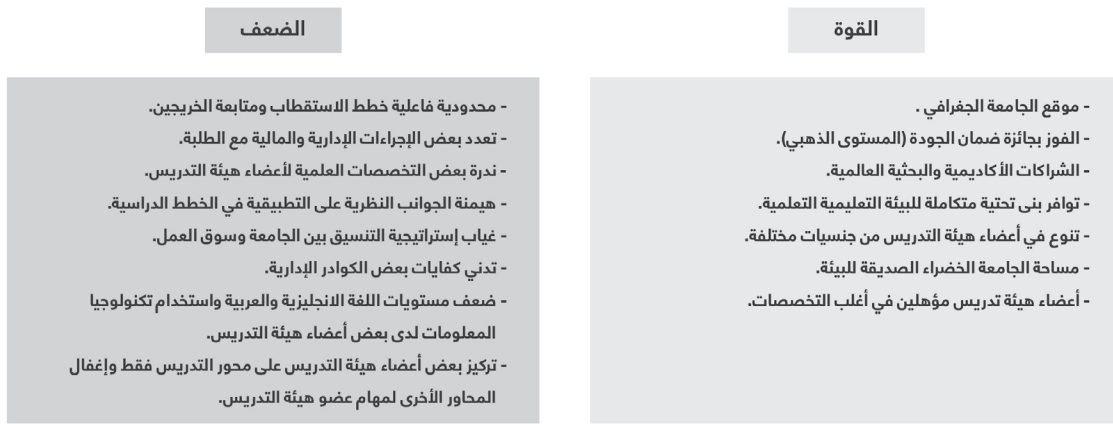 القوة
- موقع الجامعة الجغرافي .
- الفوز بجائزة ضمان الجودة (المستوى الذهبي).
- الشراكات الأكاديمية والبحثية العالمية.
- توافر بنى تحتية متكاملة للبيئة التعليمية التعلمية.
- تنوع في أعضاء هيئة التدريس من جنسيات مختلفة.
- مساحة الجامعة الخضراء الصديقة للبيئة.
- أعضاء هيئة تدريس مؤهلين في أغلب التخصصات.
الضعف
- محدودية فاعلية خطط الاستقطاب ومتابعة الخريجين.
- تعدد بعض الإجراءات الإدارية والمالية مع الطلبة.
- ندرة بعض التخصصات العلمية لأعضاء هيئة التدريس.
- هيمنة الجوانب النظرية على التطبيقية في الخطط الدراسية.
- غياب إستراتيجية التنسيق بين الجامعة وسوق العمل.
- تدني كفايات بعض الكوادر الإدارية.
- ضعف مستويات اللغة الانجليزية والعربية واستخدام تكنولوجيا
المعلومات لدى بعض أعضاء هيئة التدريس.
- تركيز بعض أعضاء هيئة التدريس على محور التدريس فقط وإغفال
المحاور الأخرى لمهام عضو هيئة التدريس.